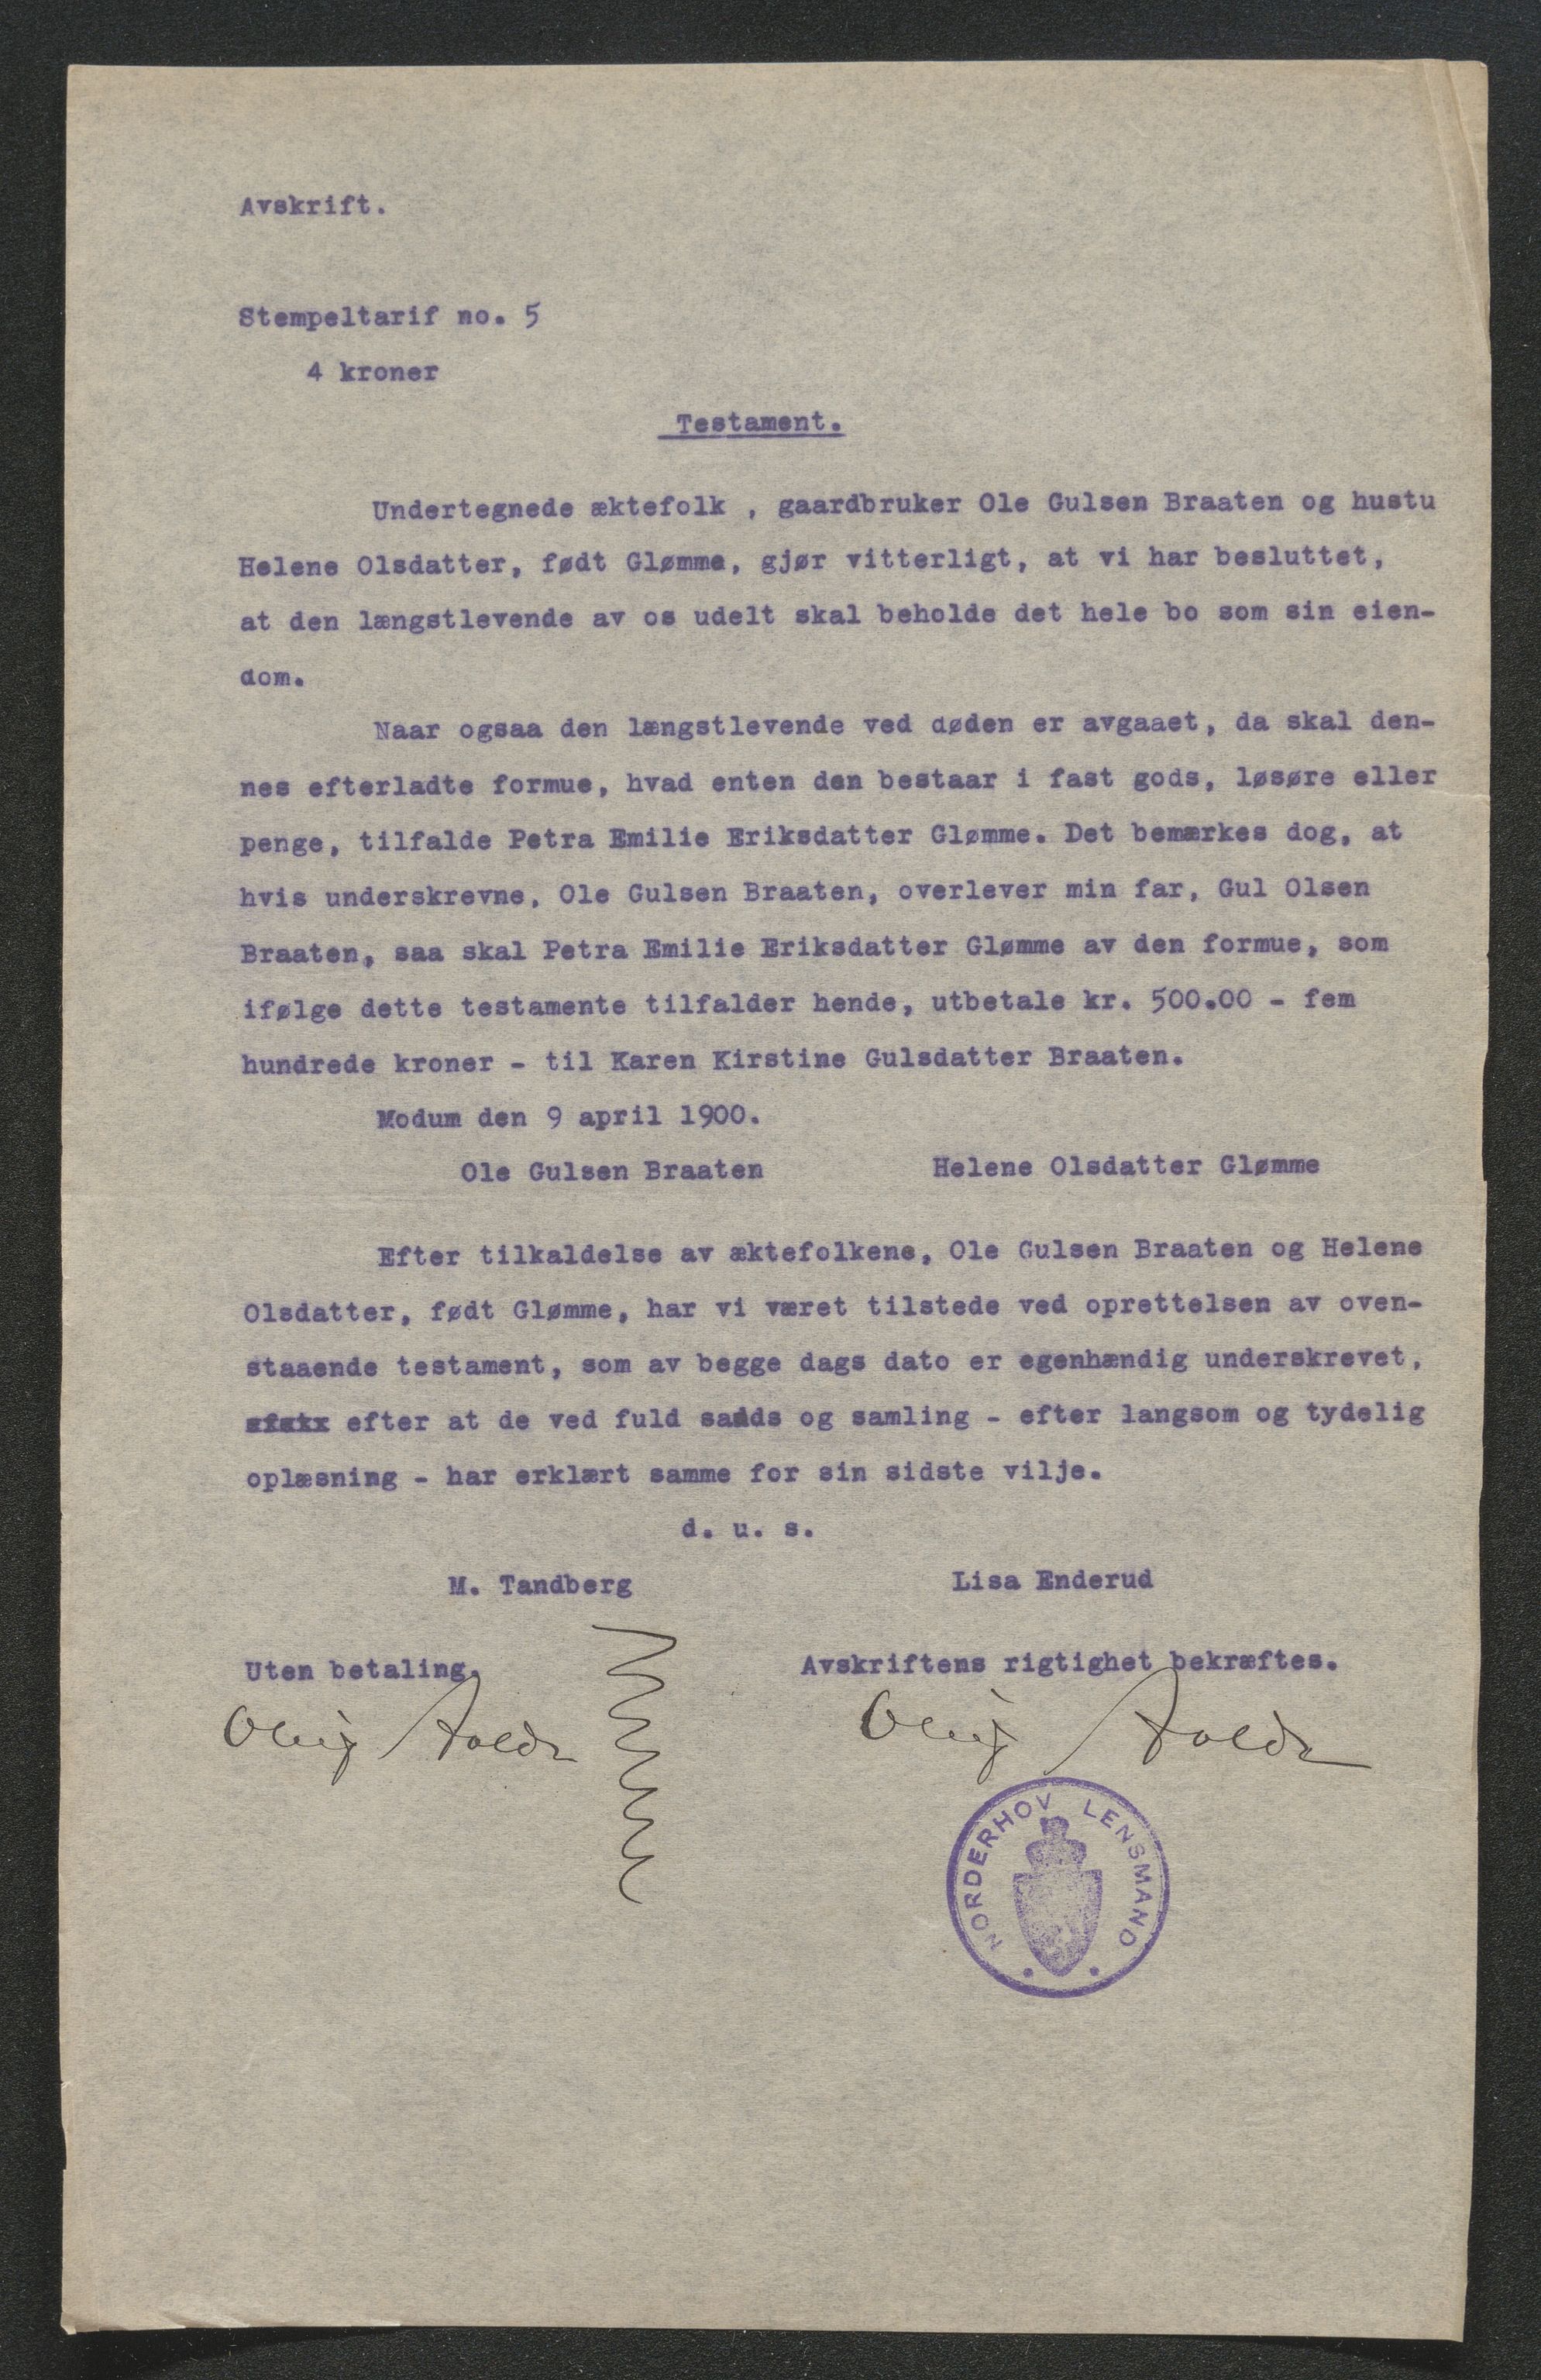 Avskrift.
Stempeltarif no. 5
4 kroner
Testament.
Undertegnede æktefolk , gaardbruker Ole Gulsen Braaten og hustu
Helene Olsdatter, født Glømme, gjør vitterligt, at vi har besluttet,
at den længstlevende av os udelt skal beholde det hele bo som sin eien-
dom.
Naar ogsaa den længstlevende ved døden er avgaaet, da skal den-
nes efterladte formue, hvad enten den bestaar i fast gods, løsøre eller
penge, tilfalde Petra Emilie Eriksdatter Glømme. Det bemærkes dog, at
hvis underskrevne, Ole Gulsen Braaten, overlever min far, Gul Olsen
Braaten, saa skal Petra Emilie Eriksdatter Glømme av den formue, som
ifølge dette testamente tilfalder hende, utbetale kr. 500.00 - fem
hundrede kroner - til Karen Kirstine Gulsdatter Braaten.
Modum den 9 april 1900.
Ole Gulsen Braaten Helene Olsdatter Glømme
Efter tilkaldelse av æktefolkene, Ole Gulsen Braaten og Helene
Olsdatter, født Glømme, har vi været tilstede ved oprettelsen av oven-
staaende testament, som av begge dags dato er egenhændig underskrevet,
efter at de ved fuld sands og samling - efter langsom og tydelig
oplæsning - har erklært samme for sin sidste vilje.
d. u. s.
M. Tandberg Lisa Enderud
Uten betaling. Avskriftens rigtighet bekræftes.
NORDERHOV LENSMAND